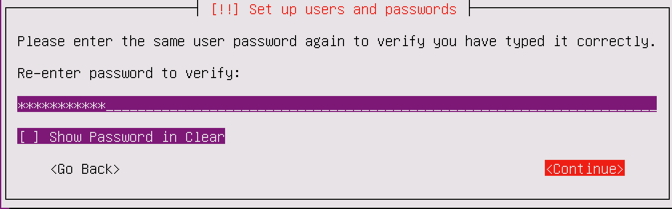 [!!] Set up users and passwords
Please enter the same user password again to verify you have typed it correctly.
Re-enter password to verify:
***********________________________________________________________________
[ ] Show Password in Clear
<Go Back> <Continue>